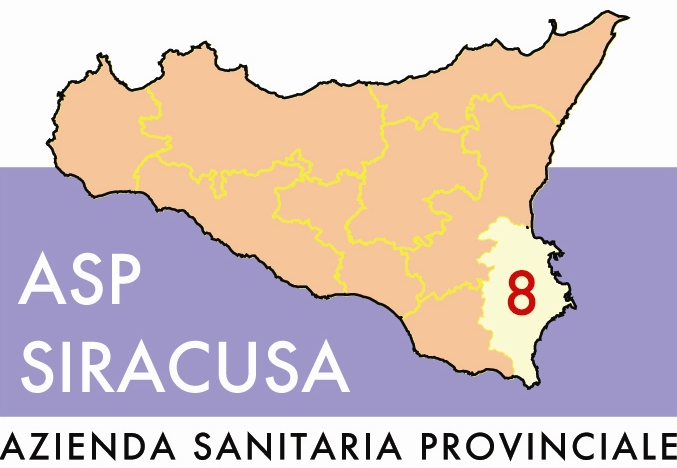 8
ASP
SIRACUSA
AZIENDA SANITARIA PROVINCIALE